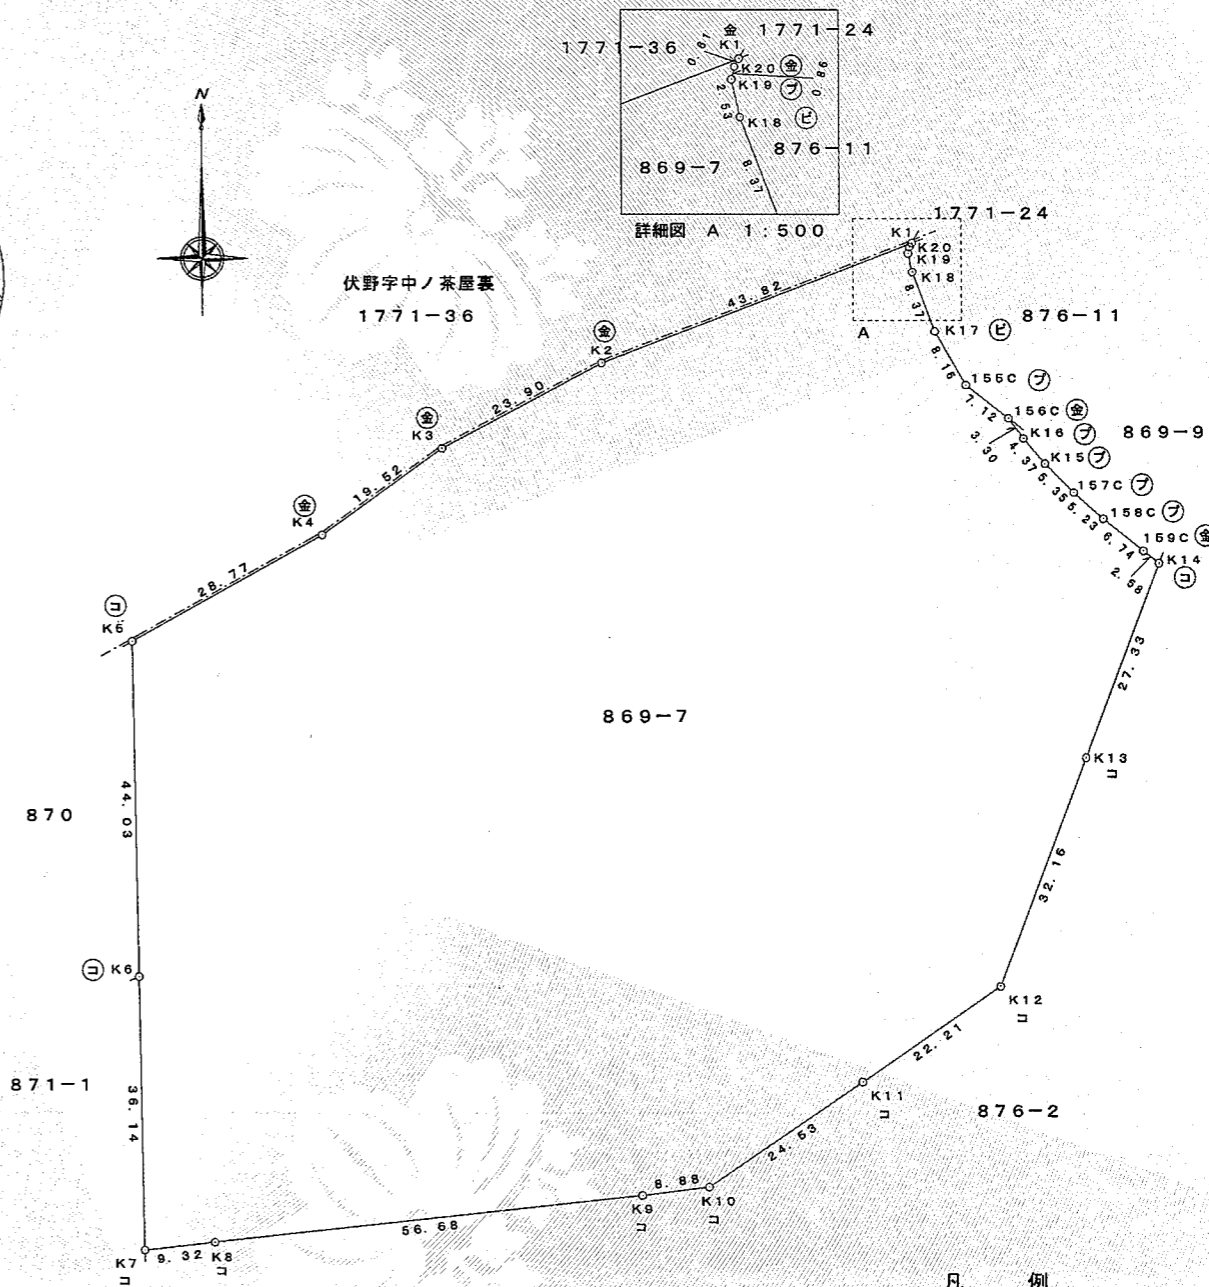 金 1771-24
1771-36 K1
0.81
K20 金
0.86
K19 プ
2.53
K18 ビ
876-11
869-7
8.37
詳細図 A 1:500
N
1771-24
K1
K20
K19
K18
伏野字中ノ茶屋裏
1771-36
43.82
8.37
876-11
A
K17 ビ
金
K2
8.16
155C プ
23.90
7.12
156C 金
金
K3
K16 プ
869-9
3.30
4.37
K15 プ
19.52
5.35
157C プ
金
K4
5.23
158C プ
6.74
159C 金
K14
コ
2.58
28.77
コ
K5
27.33
869-7
K13
コ
44.03
870
32.16
コ K6
K12
コ
22.21
871-1
36.14
K11
コ
876-2
24.53
8.88
K10
コ
K9
コ
56.68
K7
コ
9.32
K8
コ
凡 例